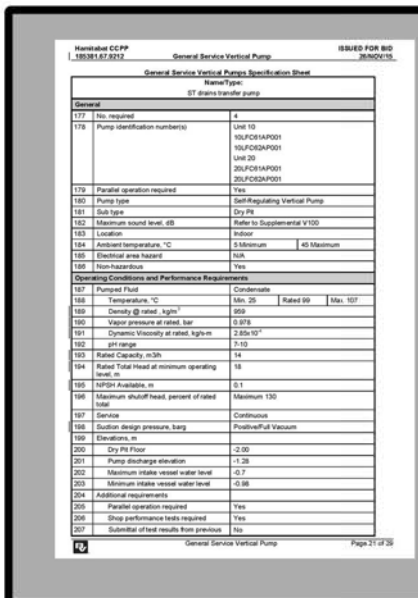 Hamitabat CCPP ISSUED FOR BID
185381.67.9212 General Service Vertical Pump 26/NOV/15
General Service Vertical Pumps Specification Sheet
Name/Type:
ST drains transfer pump
General
177 No. required 4
178 Pump identification number(s) Unit 10
10LFC61AP001
10LFC62AP001
Unit 20
20LFC61AP001
20LFC62AP001
179 Parallel operation required Yes
180 Pump type Self-Regulating Vertical Pump
181 Sub type Dry Pit
182 Maximum sound level, dB Refer to Supplemental V100
183 Location Indoor
184 Ambient temperature, °C 5 Minimum 45 Maximum
185 Electrical area hazard N/A
186 Non-hazardous Yes
Operating Conditions and Performance Requirements
187 Pumped Fluid Condensate
188 Temperature, °C Min. 25 Rated 99 Max. 107
189 Density @ rated , kg/m³ 959
190 Vapor pressure at rated, bar 0.978
191 Dynamic Viscosity at rated, kg/s-m 2.85x10⁻⁴
192 pH range 7-10
193 Rated Capacity, m3/h 14
194 Rated Total Head at minimum operating 18
level, m
195 NPSH Available, m 0.1
196 Maximum shutoff head, percent of rated Maximum 130
total
197 Service Continuous
198 Suction design pressure, barg Positive/Full Vacuum
199 Elevations, m
200 Dry Pit Floor -2.00
201 Pump discharge elevation -1.28
202 Maximum intake vessel water level -0.7
203 Minimum intake vessel water level -0.98
204 Additional requirements
205 Parallel operation required Yes
206 Shop performance tests required Yes
207 Submittal of test results from previous No
General Service Vertical Pump Page 21 of 29